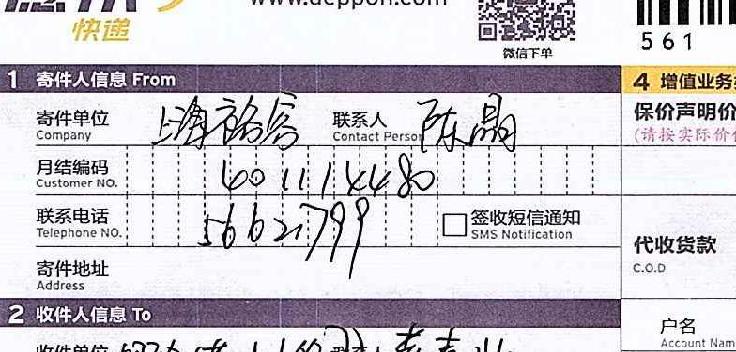 快递
www.deppon.com
微信下单
561
1 寄件人信息 From
4 增值业务
寄件单位 上海 联系人 陈晶
Company Contact Person
保价声明价
(请按实际价
月结编码 4001114480
Customer NO.
联系电话 56621799 签收短信通知
Telephone NO. SMS Notification
代收货款
C.O.D
寄件地址
Address
2 收件人信息 To
户名
Account Nam
收件单位